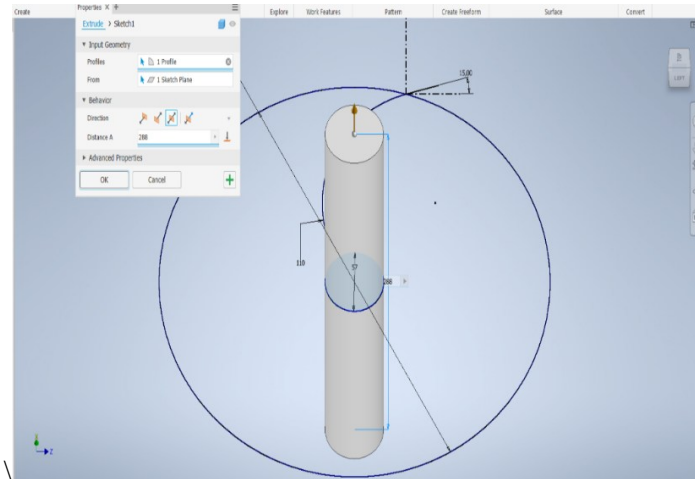 Create
Explore
Work Features
Pattern
Create Freeform
Surface
Convert
Properties X +
Extrude > Sketch1
Input Geometry
Profiles 1 Profile
From 1 Sketch Plane
Behavior
Direction
Distance A 288
Advanced Properties
OK Cancel
15.00
LEFT
110
57
288
Z
\